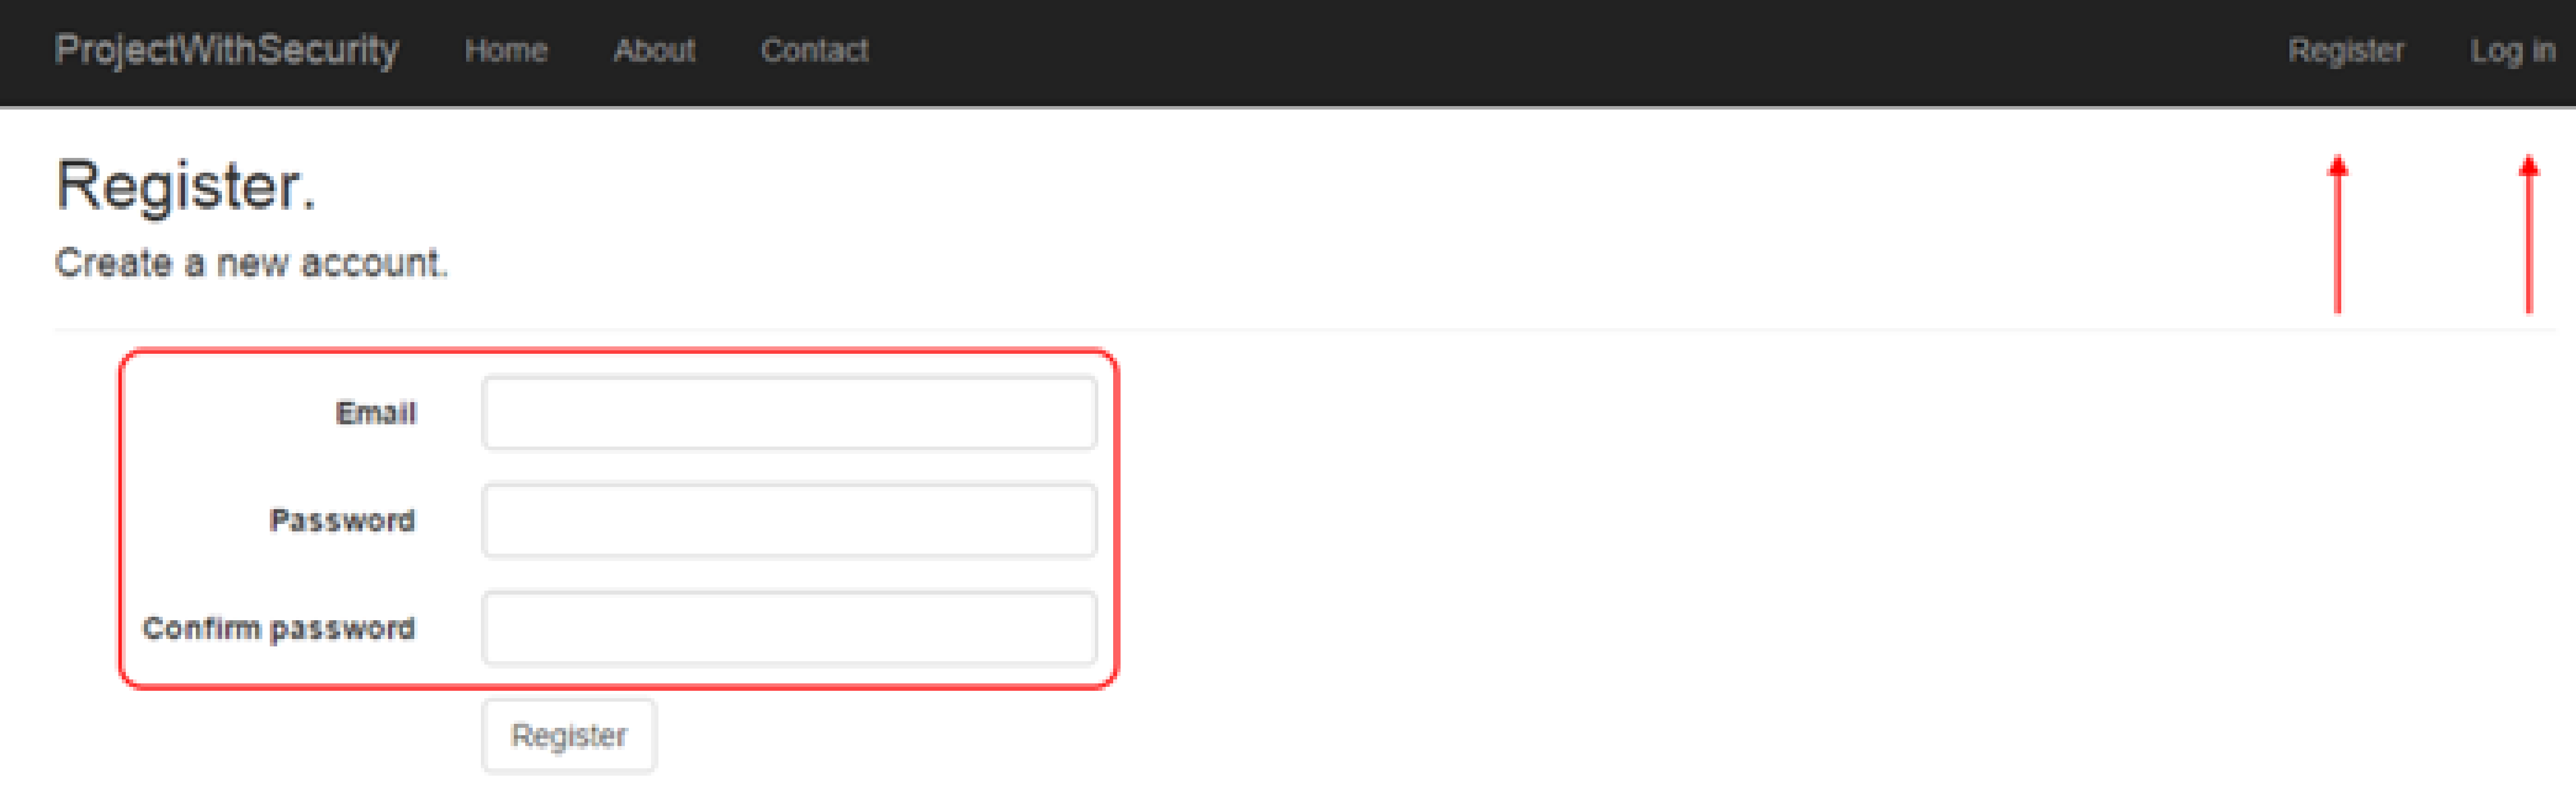 ProjectWithSecurity Home About Contact Register Log in
Register.
Create a new account.
Email
Password
Confirm password
Register